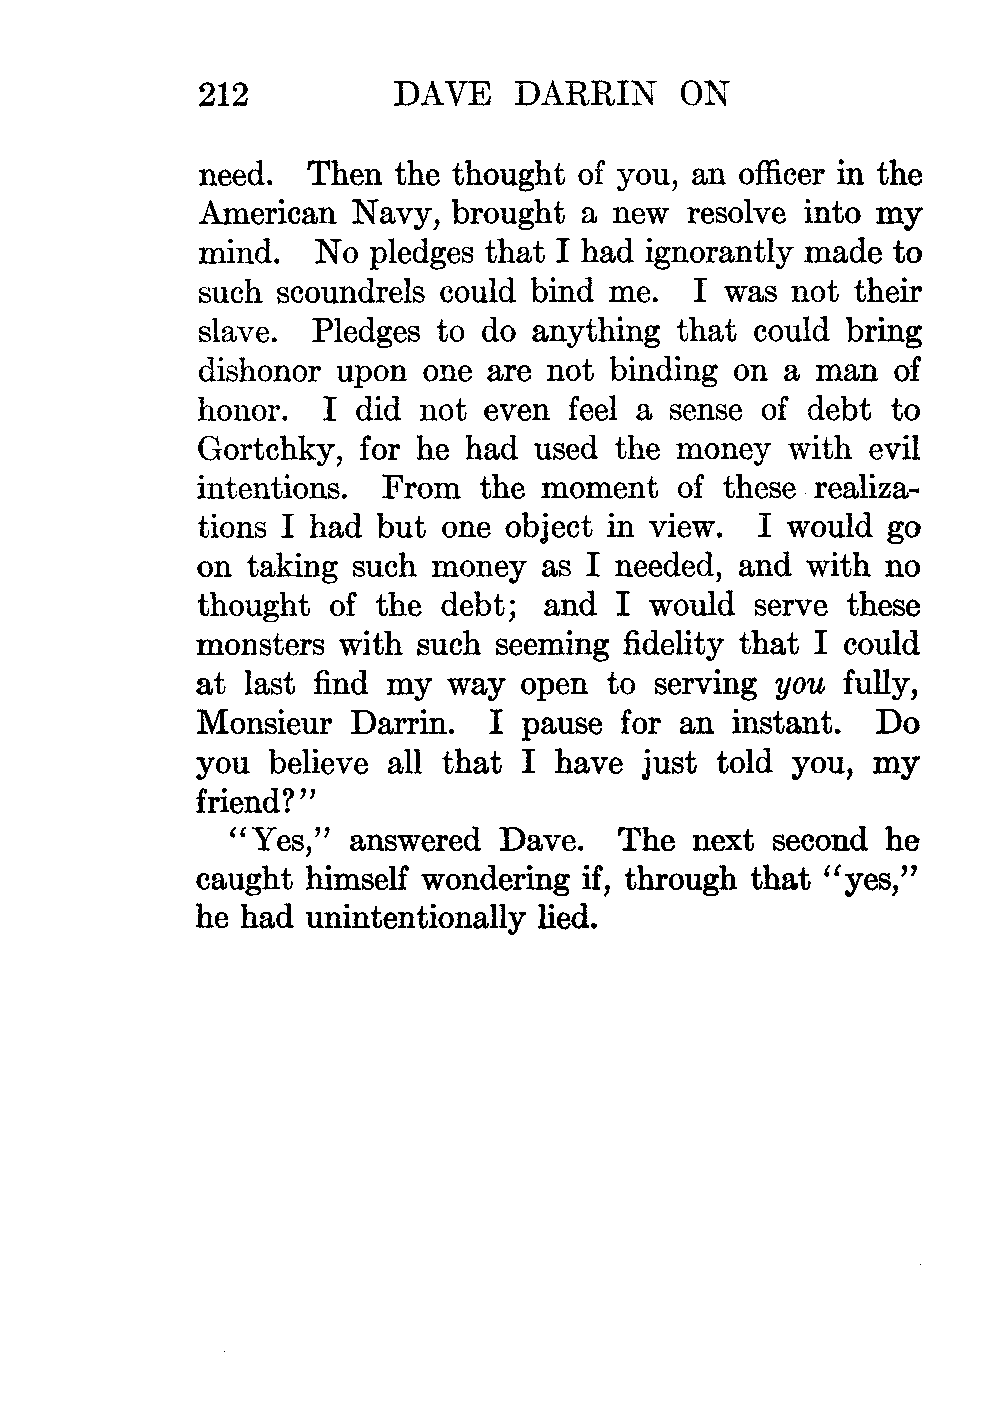 212 DAVE DARRIN ON
need. Then the thought of you, an officer in the
American Navy, brought a new resolve into my
mind. No pledges that I had ignorantly made to
such scoundrels could bind me. I was not their
slave. Pledges to do anything that could bring
dishonor upon one are not binding on a man of
honor. I did not even feel a sense of debt to
Gortchky, for he had used the money with evil
intentions. From the moment of these realiza-
tions I had but one object in view. I would go
on taking such money as I needed, and with no
thought of the debt; and I would serve these
monsters with such seeming fidelity that I could
at last find my way open to serving you fully,
Monsieur Darrin. I pause for an instant. Do
you believe all that I have just told you, my
friend?"
"Yes," answered Dave. The next second he
caught himself wondering if, through that "yes,"
he had unintentionally lied.